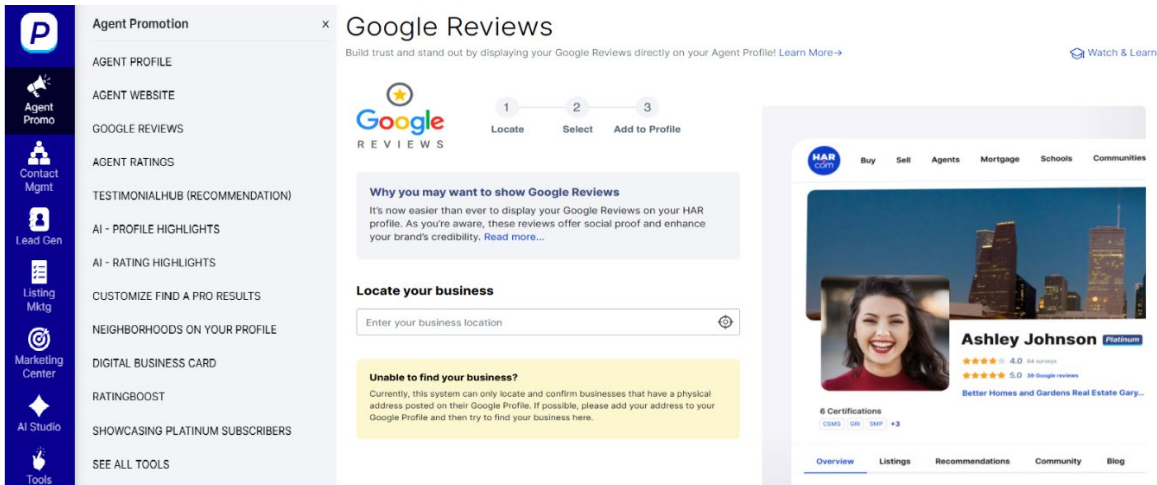 P
Agent
Promo
Contact
Mgmt
Lead Gen
Listing
Mktg
Marketing
Center
AI Studio
Tools
Agent Promotion x
AGENT PROFILE
AGENT WEBSITE
GOOGLE REVIEWS
AGENT RATINGS
TESTIMONIALHUB (RECOMMENDATION)
AI - PROFILE HIGHLIGHTS
AI - RATING HIGHLIGHTS
CUSTOMIZE FIND A PRO RESULTS
NEIGHBORHOODS ON YOUR PROFILE
DIGITAL BUSINESS CARD
RATINGBOOST
SHOWCASING PLATINUM SUBSCRIBERS
SEE ALL TOOLS
Google Reviews
Build trust and stand out by displaying your Google Reviews directly on your Agent Profile! Learn More→
Watch & Learn
Google
REVIEWS
1 2 3
Locate Select Add to Profile
Why you may want to show Google Reviews
It's now easier than ever to display your Google Reviews on your HAR
profile. As you're aware, these reviews offer social proof and enhance
your brand's credibility. Read more...
Locate your business
Enter your business location
Unable to find your business?
Currently, this system can only locate and confirm businesses that have a physical
address posted on their Google Profile. If possible, please add your address to your
Google Profile and then try to find your business here.
HAR
com
Buy Sell Agents Mortgage Schools Communities
Ashley Johnson Platinum
4.0 64 surveys
5.0 39 Google reviews
Better Homes and Gardens Real Estate Gary...
6 Certifications
CSMS GRI SMP +3
Overview Listings Recommendations Community Blog